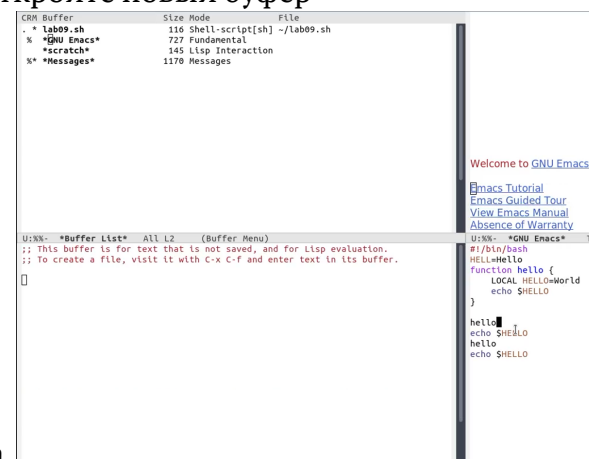 кройте новый буфер
CRM Buffer Size Mode File
. * lab09.sh 116 Shell-script[sh] ~/lab09.sh
% *GNU Emacs* 727 Fundamental
*scratch* 145 Lisp Interaction
%* *Messages* 1170 Messages
U:%%- *Buffer List* All L2 (Buffer Menu)
;; This buffer is for text that is not saved, and for Lisp evaluation.
;; To create a file, visit it with C-x C-f and enter text in its buffer.
Welcome to GNU Emacs
Emacs Tutorial
Emacs Guided Tour
View Emacs Manual
Absence of Warranty
U:%%- *GNU Emacs*
#!/bin/bash
HELL=Hello
function hello {
LOCAL HELLO=World
echo $HELLO
}
hello
echo $HELLO
hello
echo $HELLO